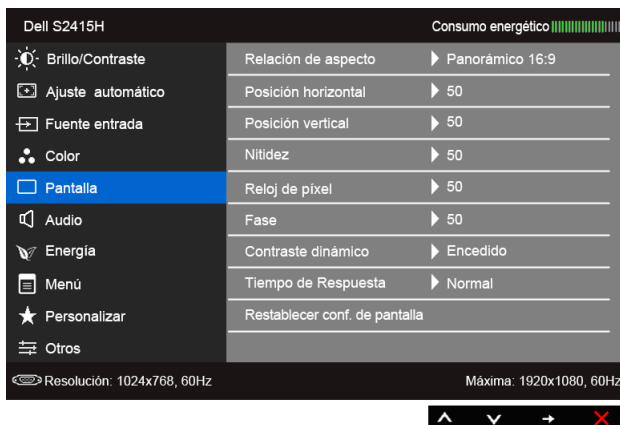 Dell S2415H Consumo energético
Brillo/Contraste Relación de aspecto Panorámico 16:9
Ajuste automático Posición horizontal 50
Fuente entrada Posición vertical 50
Color Nitidez 50
Pantalla Reloj de píxel 50
Audio Fase 50
Energía Contraste dinámico Encedido
Menú Tiempo de Respuesta Normal
Personalizar Restablecer conf. de pantalla
Otros
Resolución: 1024x768, 60Hz Máxima: 1920x1080, 60Hz